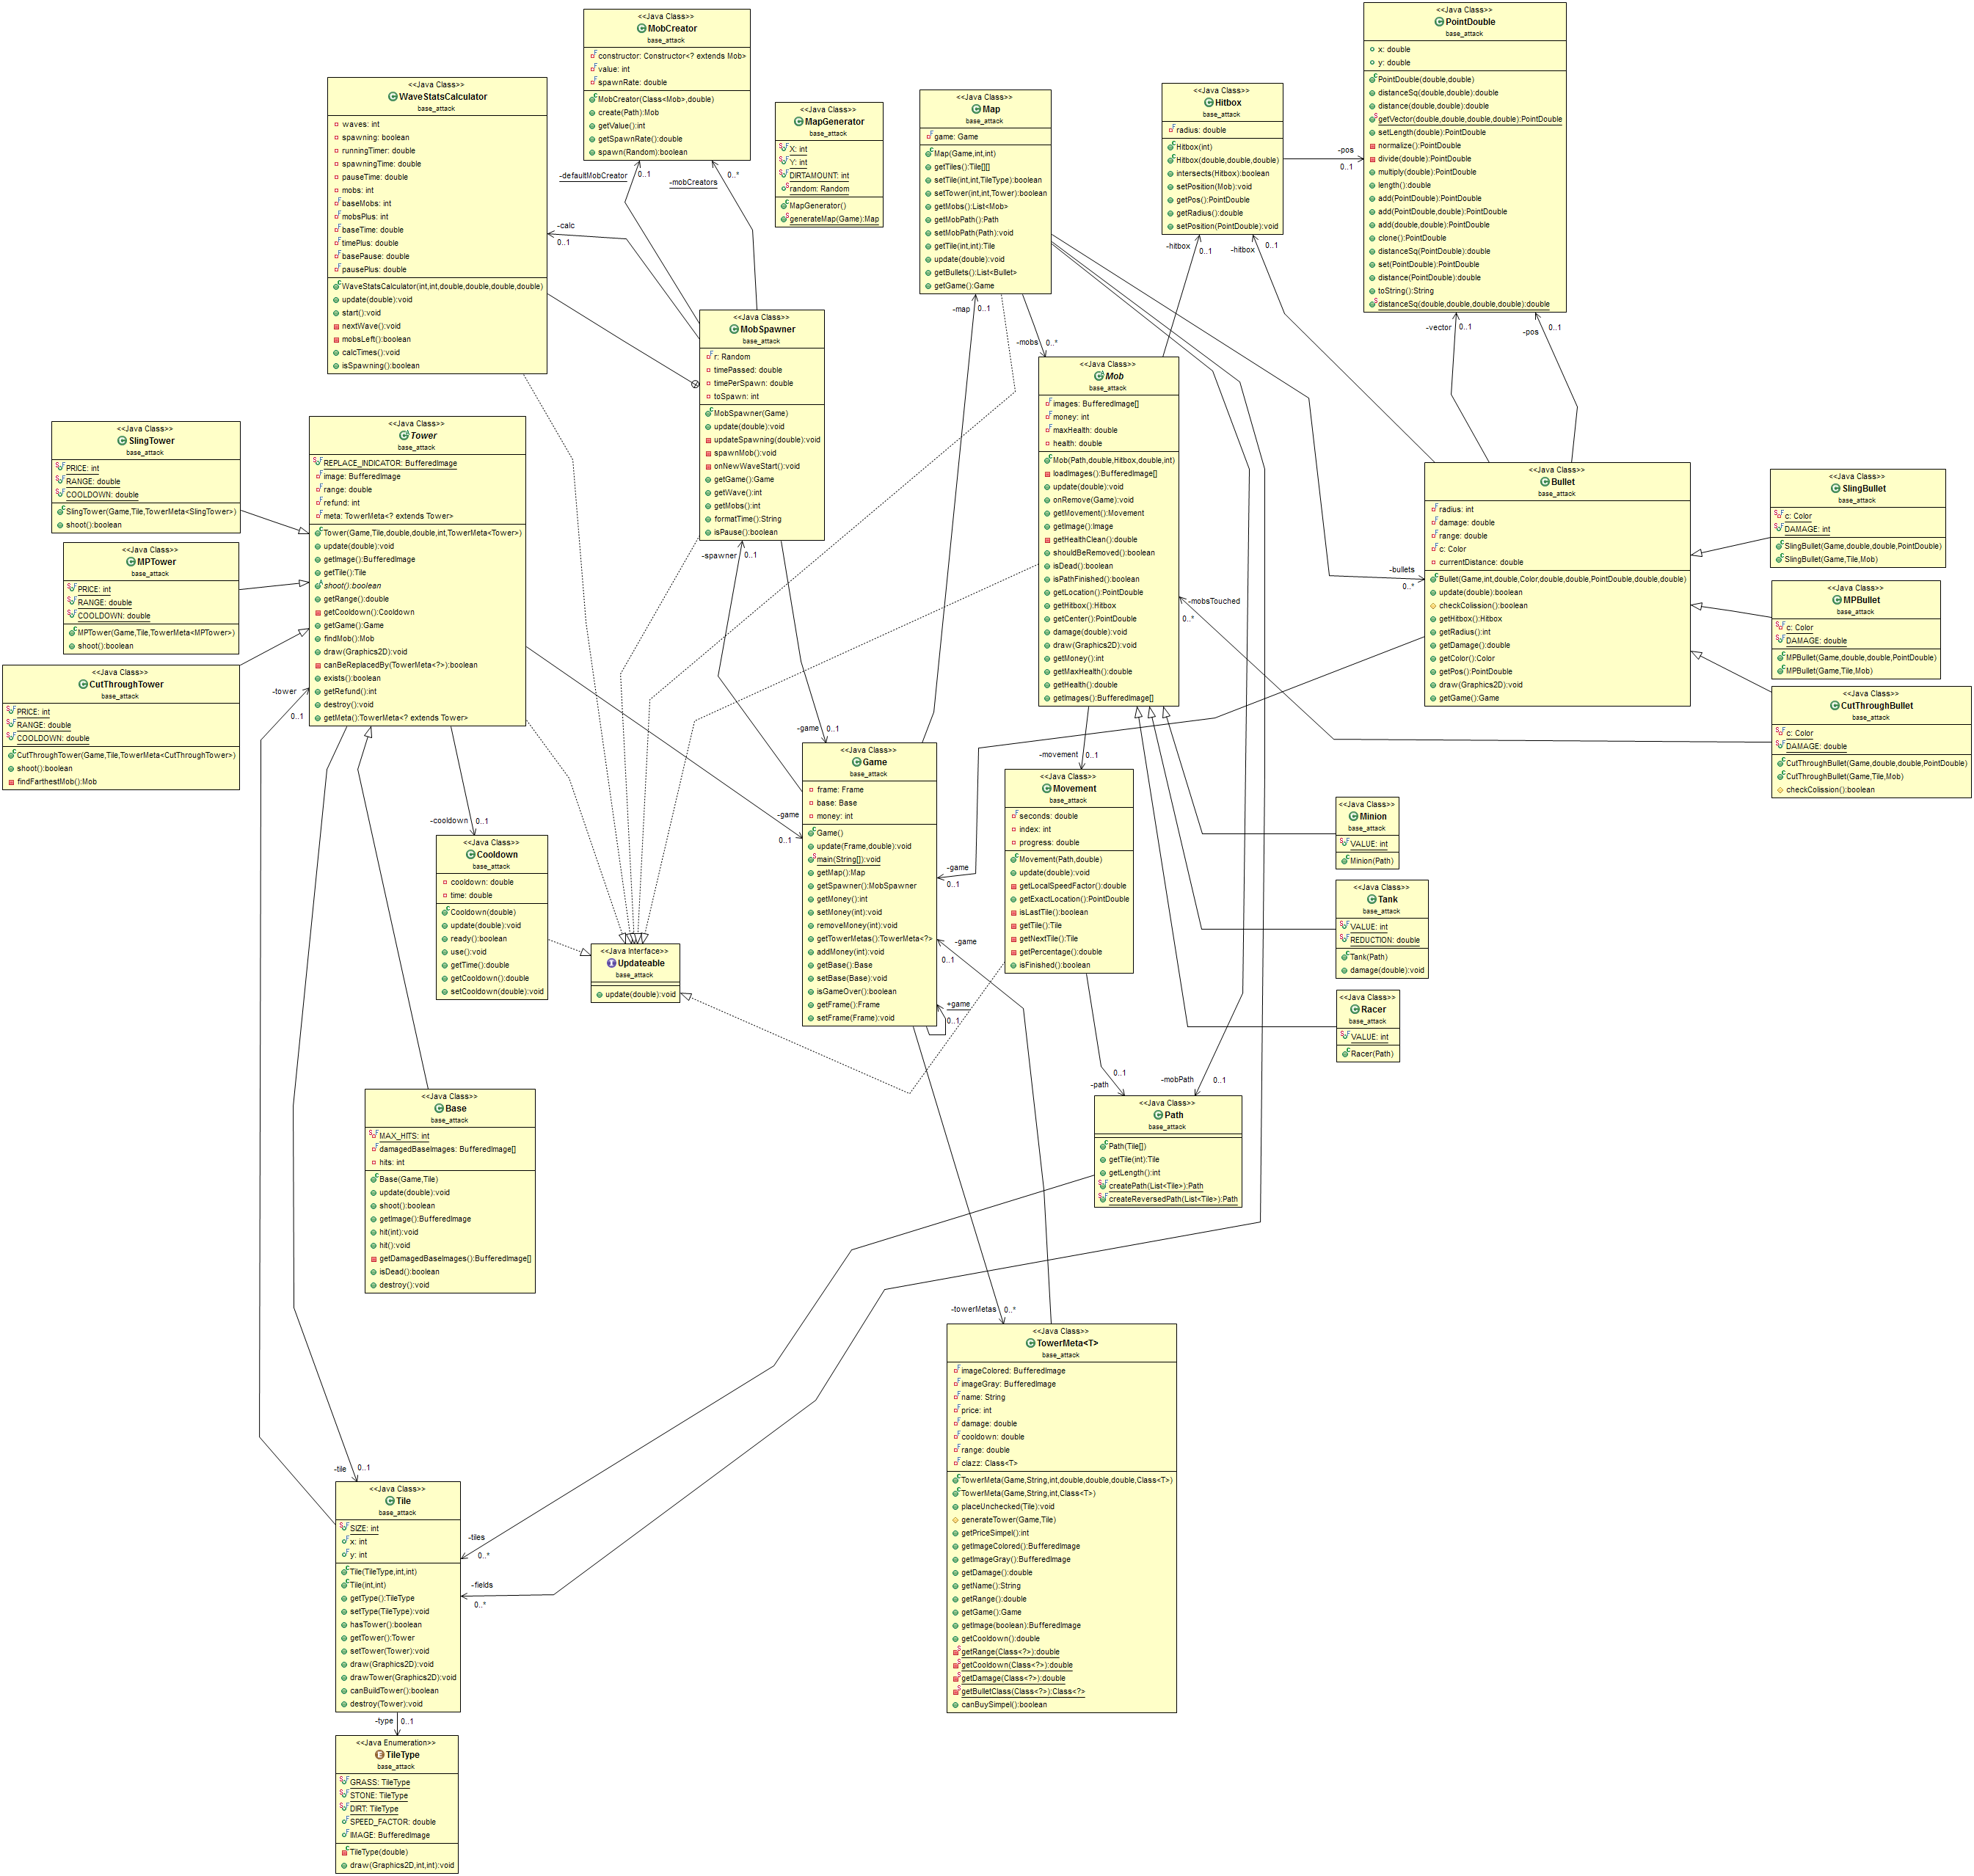 <<Java Class>>
MobCreator
base_attack
constructor: Constructor<? extends Mob>
value: int
spawnRate: double
MobCreator(Class<Mob>,double)
create(Path):Mob
getValue():int
getSpawnRate():double
spawn(Random):boolean
<<Java Class>>
PointDouble
base_attack
x: double
y: double
PointDouble(double,double)
distanceSq(double,double):double
distance(double,double):double
getVector(double,double,double,double):PointDouble
setLength(double):PointDouble
normalize():PointDouble
divide(double):PointDouble
multiply(double):PointDouble
length():double
add(PointDouble):PointDouble
add(PointDouble,double):PointDouble
add(double,double):PointDouble
clone():PointDouble
distanceSq(PointDouble):double
set(PointDouble):PointDouble
distance(PointDouble):double
toString():String
distanceSq(double,double,double,double):double
<<Java Class>>
WaveStatsCalculator
base_attack
waves: int
spawning: boolean
runningTimer: double
spawningTime: double
pauseTime: double
mobs: int
baseMobs: int
mobsPlus: int
baseTime: double
timePlus: double
basePause: double
pausePlus: double
WaveStatsCalculator(int,int,double,double,double,double)
update(double):void
start():void
nextWave():void
mobsLeft():boolean
calcTimes():void
isSpawning():boolean
<<Java Class>>
MapGenerator
base_attack
X: int
Y: int
DIRTAMOUNT: int
random: Random
MapGenerator()
generateMap(Game):Map
<<Java Class>>
Map
base_attack
game: Game
Map(Game,int,int)
getTiles():Tile[][]
setTile(int,int,TileType):boolean
setTower(int,int,Tower):boolean
getMobs():List<Mob>
getMobPath():Path
setMobPath(Path):void
getTile(int,int):Tile
update(double):void
getBullets():List<Bullet>
getGame():Game
<<Java Class>>
Hitbox
base_attack
radius: double
Hitbox(int)
Hitbox(double,double,double)
intersects(Hitbox):boolean
setPosition(Mob):void
getPos():PointDouble
getRadius():double
setPosition(PointDouble):void
-pos
0..1
-defaultMobCreator
0..1
-mobCreators
0..*
-calc
0..1
-hitbox
0..1
-hitbox
0..1
-map
0..1
-mobs
0..*
-vector
0..1
-pos
0..1
<<Java Class>>
MobSpawner
base_attack
r: Random
timePassed: double
timePerSpawn: double
toSpawn: int
MobSpawner(Game)
update(double):void
updateSpawning(double):void
spawnMob():void
onNewWaveStart():void
getGame():Game
getWave():int
getMobs():int
formatTime():String
isPause():boolean
-spawner
0..1
<<Java Class>>
Mob
base_attack
images: BufferedImage[]
money: int
maxHealth: double
health: double
Mob(Path,double,Hitbox,double,int)
loadImages():BufferedImage[]
update(double):void
onRemove(Game):void
getMovement():Movement
getImage():Image
getHealthClean():double
shouldBeRemoved():boolean
isDead():boolean
isPathFinished():boolean
getLocation():PointDouble
getHitbox():Hitbox
getCenter():PointDouble
damage(double):void
draw(Graphics2D):void
getMoney():int
getMaxHealth():double
getHealth():double
getImages():BufferedImage[]
<<Java Class>>
SlingTower
base_attack
PRICE: int
RANGE: double
COOLDOWN: double
SlingTower(Game,Tile,TowerMeta<SlingTower>)
shoot():boolean
<<Java Class>>
MPTower
base_attack
PRICE: int
RANGE: double
COOLDOWN: double
MPTower(Game,Tile,TowerMeta<MPTower>)
shoot():boolean
<<Java Class>>
CutThroughTower
base_attack
PRICE: int
RANGE: double
COOLDOWN: double
CutThroughTower(Game,Tile,TowerMeta<CutThroughTower>)
shoot():boolean
findFarthestMob():Mob
<<Java Class>>
Tower
base_attack
REPLACE_INDICATOR: BufferedImage
image: BufferedImage
range: double
refund: int
meta: TowerMeta<? extends Tower>
Tower(Game,Tile,double,double,int,TowerMeta<Tower>)
update(double):void
getImage():BufferedImage
getTile():Tile
shoot():boolean
getRange():double
getCooldown():Cooldown
getGame():Game
findMob():Mob
draw(Graphics2D):void
canBeReplacedBy(TowerMeta<?>):boolean
exists():boolean
getRefund():int
destroy():void
getMeta():TowerMeta<? extends Tower>
-tower
0..1
<<Java Class>>
Bullet
base_attack
radius: int
damage: double
range: double
c: Color
currentDistance: double
Bullet(Game,int,double,Color,double,double,PointDouble,double,double)
update(double):boolean
checkColission():boolean
getHitbox():Hitbox
getRadius():int
getDamage():double
getColor():Color
getPos():PointDouble
draw(Graphics2D):void
getGame():Game
-bullets
0..*
-mobsTouched
0..*
<<Java Class>>
SlingBullet
base_attack
c: Color
DAMAGE: int
SlingBullet(Game,double,double,PointDouble)
SlingBullet(Game,Tile,Mob)
<<Java Class>>
MPBullet
base_attack
c: Color
DAMAGE: double
MPBullet(Game,double,double,PointDouble)
MPBullet(Game,Tile,Mob)
<<Java Class>>
CutThroughBullet
base_attack
c: Color
DAMAGE: double
CutThroughBullet(Game,double,double,PointDouble)
CutThroughBullet(Game,Tile,Mob)
checkColission():boolean
-game
0..1
<<Java Class>>
Game
base_attack
frame: Frame
base: Base
money: int
Game()
update(Frame,double):void
main(String[]):void
getMap():Map
getSpawner():MobSpawner
getMoney():int
setMoney(int):void
removeMoney(int):void
getTowerMetas():TowerMeta<?>
addMoney(int):void
getBase():Base
setBase(Base):void
isGameOver():boolean
getFrame():Frame
setFrame(Frame):void
-game
0..1
-game
0..1
-game
0..1
+game
0..1
-movement
0..1
<<Java Class>>
Movement
base_attack
seconds: double
index: int
progress: double
Movement(Path,double)
update(double):void
getLocalSpeedFactor():double
getExactLocation():PointDouble
isLastTile():boolean
getTile():Tile
getNextTile():Tile
getPercentage():double
isFinished():boolean
<<Java Class>>
Minion
base_attack
VALUE: int
Minion(Path)
<<Java Class>>
Tank
base_attack
VALUE: int
REDUCTION: double
Tank(Path)
damage(double):void
<<Java Class>>
Racer
base_attack
VALUE: int
Racer(Path)
-cooldown
0..1
<<Java Class>>
Cooldown
base_attack
cooldown: double
time: double
Cooldown(double)
update(double):void
ready():boolean
use():void
getTime():double
getCooldown():double
setCooldown(double):void
<<Java Interface>>
Updateable
base_attack
update(double):void
-path
0..1
-mobPath
0..1
<<Java Class>>
Path
base_attack
Path(Tile[])
getTile(int):Tile
getLength():int
createPath(List<Tile>):Path
createReversedPath(List<Tile>):Path
<<Java Class>>
Base
base_attack
MAX_HITS: int
damagedBaseImages: BufferedImage[]
hits: int
Base(Game,Tile)
update(double):void
shoot():boolean
getImage():BufferedImage
hit(int):void
hit():void
getDamagedBaseImages():BufferedImage[]
isDead():boolean
destroy():void
-towerMetas
0..*
<<Java Class>>
TowerMeta<T>
base_attack
imageColored: BufferedImage
imageGray: BufferedImage
name: String
price: int
damage: double
cooldown: double
range: double
clazz: Class<T>
TowerMeta(Game,String,int,double,double,double,Class<T>)
TowerMeta(Game,String,int,Class<T>)
placeUnchecked(Tile):void
generateTower(Game,Tile)
getPriceSimpel():int
getImageColored():BufferedImage
getImageGray():BufferedImage
getDamage():double
getName():String
getRange():double
getGame():Game
getImage(boolean):BufferedImage
getCooldown():double
getRange(Class<?>):double
getCooldown(Class<?>):double
getDamage(Class<?>):double
getBulletClass(Class<?>):Class<?>
canBuySimpel():boolean
-tile
0..1
<<Java Class>>
Tile
base_attack
SIZE: int
x: int
y: int
Tile(TileType,int,int)
Tile(int,int)
getType():TileType
setType(TileType):void
hasTower():boolean
getTower():Tower
setTower(Tower):void
draw(Graphics2D):void
drawTower(Graphics2D):void
canBuildTower():boolean
destroy(Tower):void
-tiles
0..*
-fields
0..*
-type
0..1
<<Java Enumeration>>
TileType
base_attack
GRASS: TileType
STONE: TileType
DIRT: TileType
SPEED_FACTOR: double
IMAGE: BufferedImage
TileType(double)
draw(Graphics2D,int,int):void